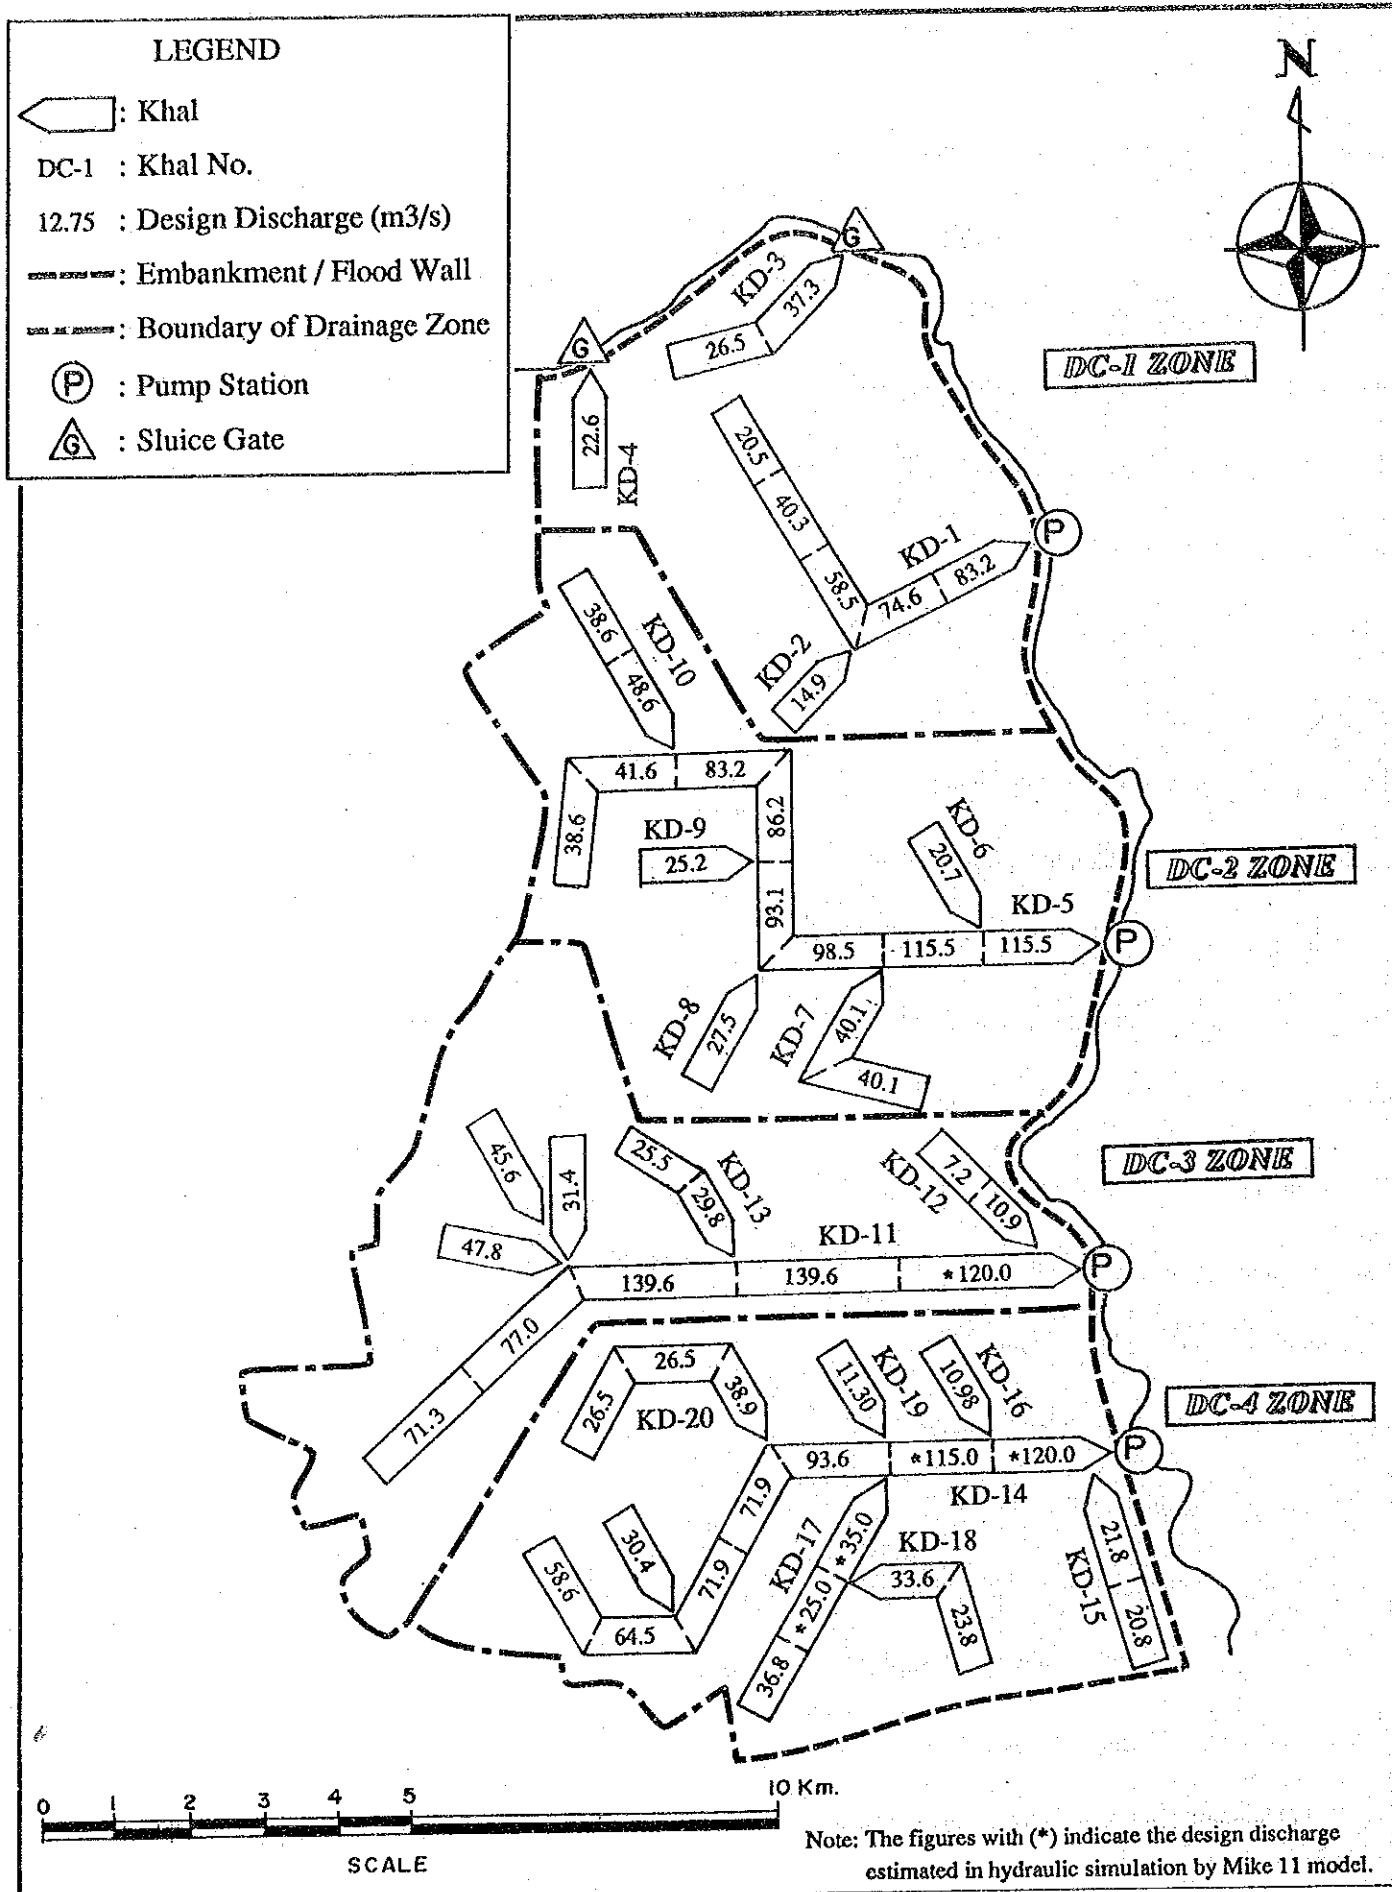 LEGEND
: Khal
DC-1 : Khal No.
12.75 : Design Discharge (m3/s)
: Embankment / Flood Wall
: Boundary of Drainage Zone
P : Pump Station
G : Sluice Gate
N
G
KD-3
37.3
26.5
G
DC-1 ZONE
22.6
KD-4
20.5
40.3
58.5
KD-1
74.6
83.2
P
KD-2
14.9
38.6
48.6
KD-10
41.6
83.2
38.6
86.2
KD-9
25.2
93.1
KD-6
20.7
DC-2 ZONE
KD-5
98.5
115.5
115.5
P
KD-8
27.5
KD-7
40.1
40.1
45.6
31.4
47.8
25.5
29.8
KD-13
KD-12
7.2
10.9
DC-3 ZONE
KD-11
139.6
139.6
*120.0
P
77.0
71.3
26.5
26.5
38.9
KD-20
11.30
KD-19
10.98
KD-16
DC-4 ZONE
93.6
*115.0
*120.0
P
KD-14
71.9
71.9
30.4
58.6
64.5
KD-17
*35.0
*25.0
36.8
KD-18
33.6
23.8
21.8
20.8
KD-15
0 1 2 3 4 5 10 Km.
SCALE
Note: The figures with (*) indicate the design discharge
estimated in hydraulic simulation by Mike 11 model.